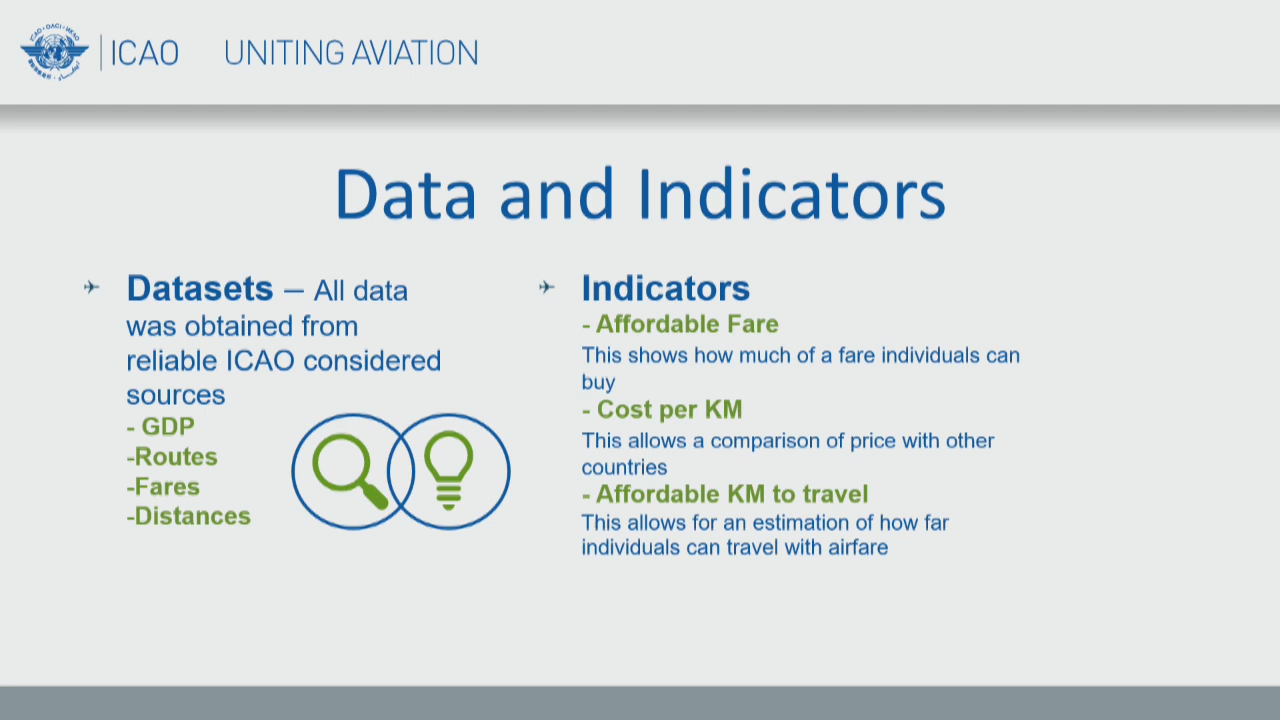 ICAO
UNITING AVIATION
Data and Indicators
Datasets – All data
was obtained from
reliable ICAO considered
sources
- GDP
-Routes
-Fares
-Distances
Indicators
- Affordable Fare
This shows how much of a fare individuals can
buy
- Cost per KM
This allows a comparison of price with other
countries
- Affordable KM to travel
This allows for an estimation of how far
individuals can travel with airfare